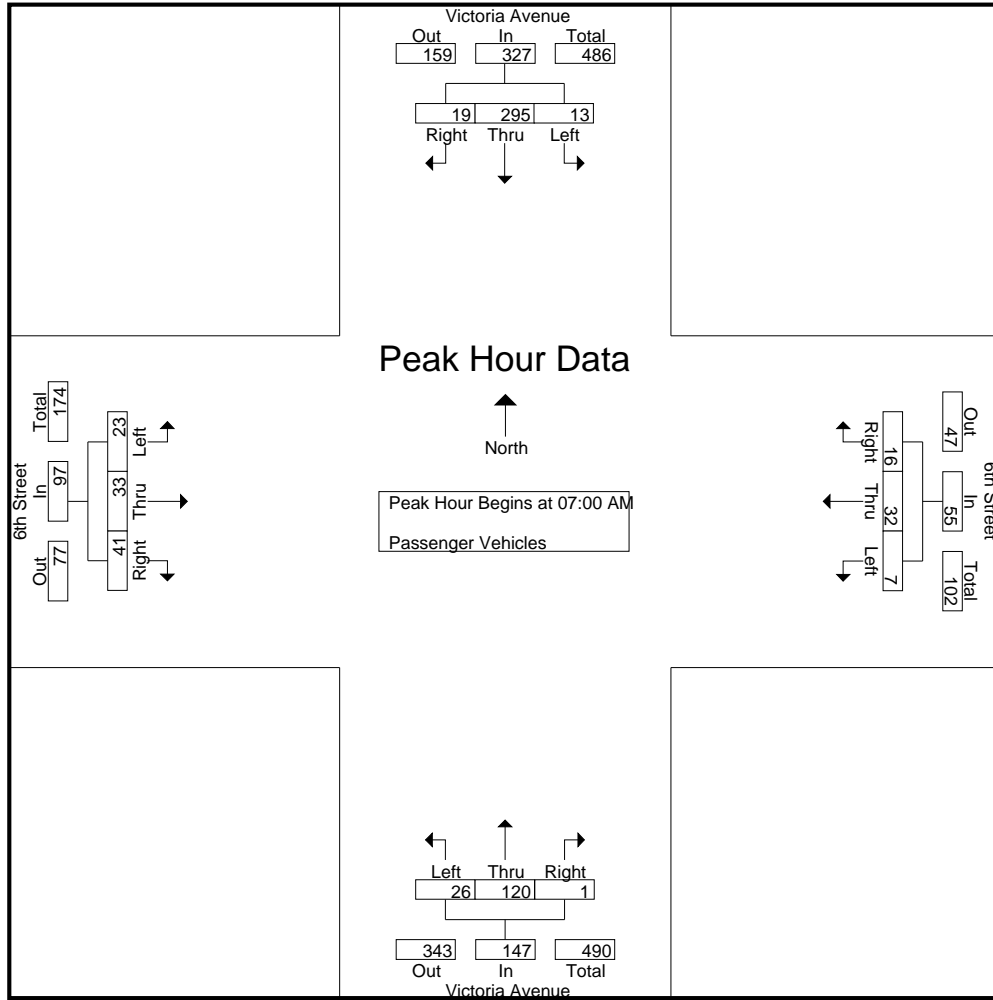 Victoria Avenue
Out In Total
159 327 486
19 295 13
Right Thru Left
Peak Hour Data
North
Peak Hour Begins at 07:00 AM
Passenger Vehicles
6th Street
Total In Out
174 97 77
23 33 41
Left Thru Right
Right Thru Left
16 32 7
Out In Total
47 55 102
6th Street
Left Thru Right
26 120 1
343 147 490
Out In Total
Victoria Avenue